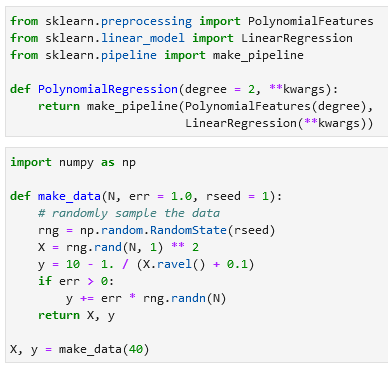 from sklearn.preprocessing import PolynomialFeatures
from sklearn.linear_model import LinearRegression
from sklearn.pipeline import make_pipeline

def PolynomialRegression(degree = 2, **kwargs):
    return make_pipeline(PolynomialFeatures(degree),
                         LinearRegression(**kwargs))

import numpy as np

def make_data(N, err = 1.0, rseed = 1):
    # randomly sample the data
    rng = np.random.RandomState(rseed)
    X = rng.rand(N, 1) ** 2
    y = 10 - 1. / (X.ravel() + 0.1)
    if err > 0:
        y += err * rng.randn(N)
    return X, y

X, y = make_data(40)